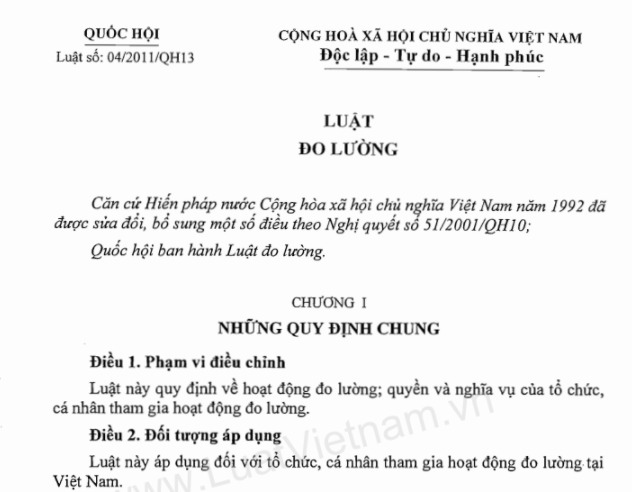 QUỐC HỘI
Luật số: 04/2011/QH13
CỘNG HOÀ XÃ HỘI CHỦ NGHĨA VIỆT NAM
Độc lập - Tự do - Hạnh phúc
LUẬT
ĐO LƯỜNG
Căn cứ Hiến pháp nước Cộng hòa xã hội chủ nghĩa Việt Nam năm 1992 đã
được sửa đổi, bổ sung một số điều theo Nghị quyết số 51/2001/QH10;
Quốc hội ban hành Luật đo lường.
CHƯƠNG I
NHỮNG QUY ĐỊNH CHUNG
Điều 1. Phạm vi điều chỉnh
Luật này quy định về hoạt động đo lường; quyền và nghĩa vụ của tổ chức,
cá nhân tham gia hoạt động đo lường.
Điều 2. Đối tượng áp dụng
Luật này áp dụng đối với tổ chức, cá nhân tham gia hoạt động đo lường tại
Việt Nam.
www.LuatVietnam.vn